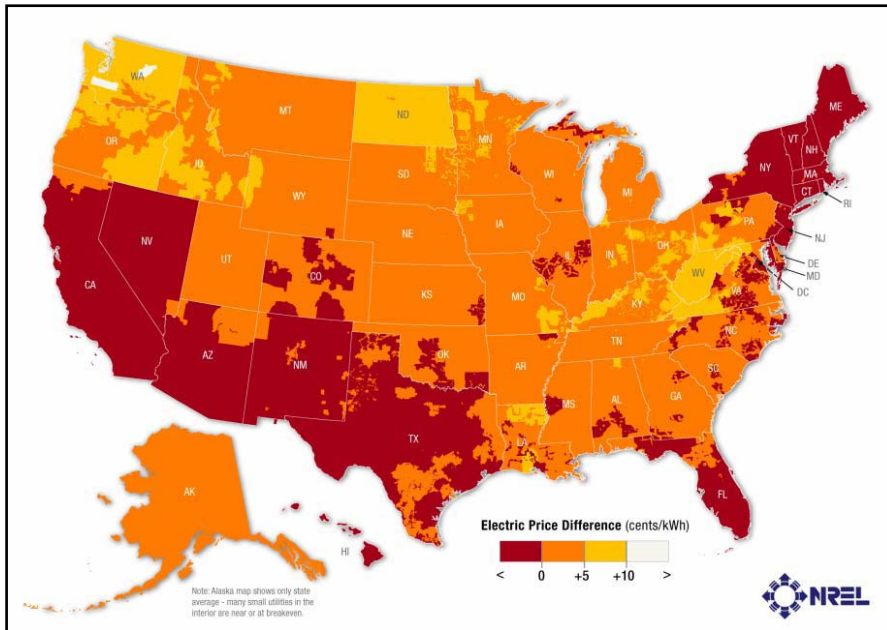 WA
OR
ID
MT
ND
MN
SD
WY
NV
CA
UT
CO
AZ
NM
NE
KS
OK
TX
IA
MO
AR
LA
WI
IL
MI
IN
OH
KY
TN
MS
AL
GA
FL
SC
NC
VA
WV
PA
NY
VT
NH
ME
MA
CT
RI
NJ
DE
MD
DC
AK
HI
Electric Price Difference (cents/kWh)
< 0 +5 +10 >
Note: Alaska map shows only state
average - many small utilities in the
interior are near or at breakeven.
NREL